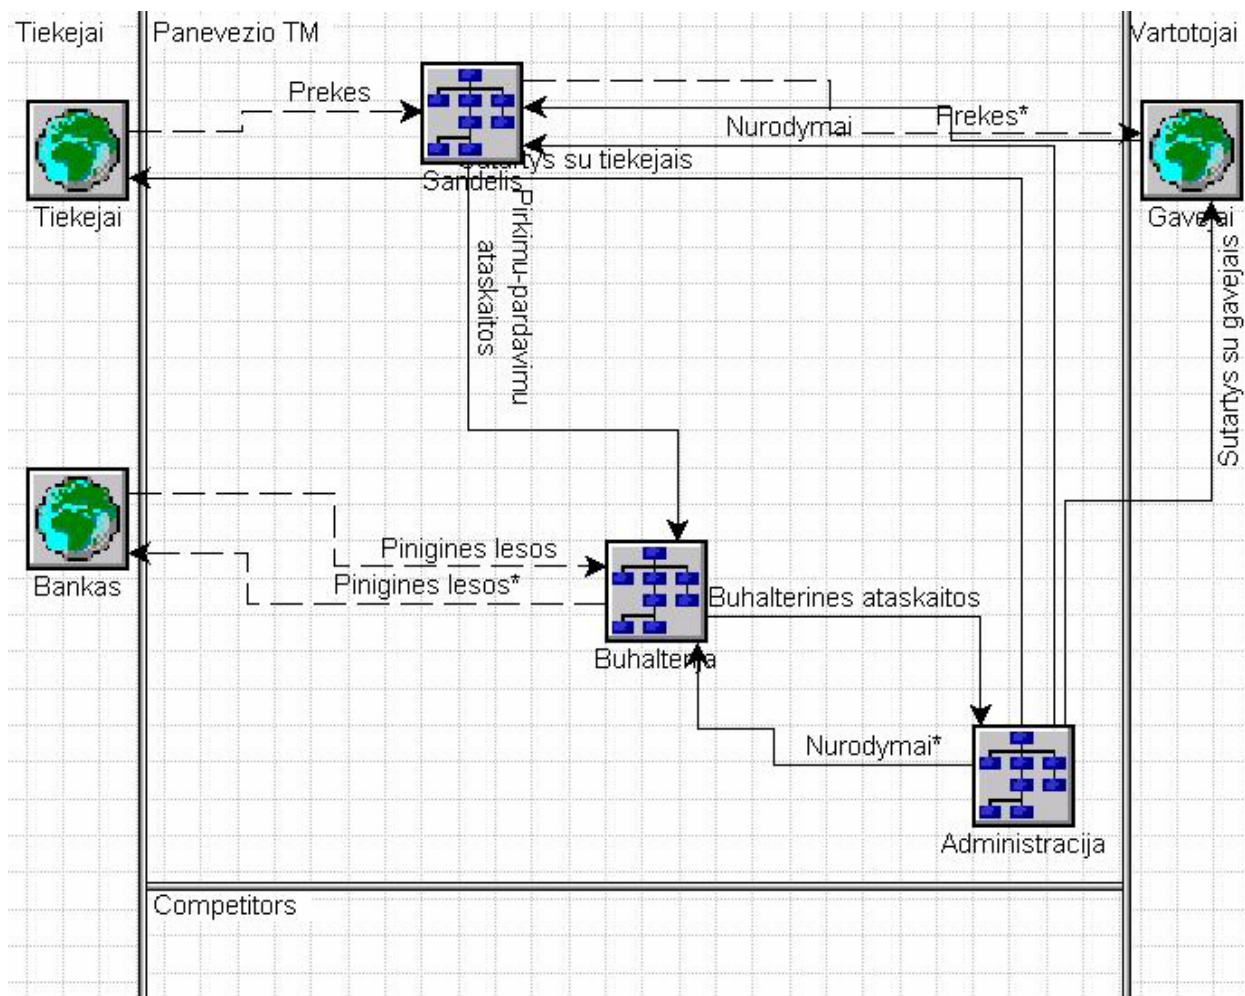 Tiekejai
Panevezio TM
Vartotojai
Prekes
Prekes*
Nurodymai
Sutartys su tiekejais
Sandelis
Tiekejai
Gavejai
Pirkimu-pardavimu
ataskaitos
Sutartys su gavejais
Pinigines lesos
Pinigines lesos*
Bankas
Buhalterines ataskaitos
Buhalterija
Nurodymai*
Administracija
Competitors